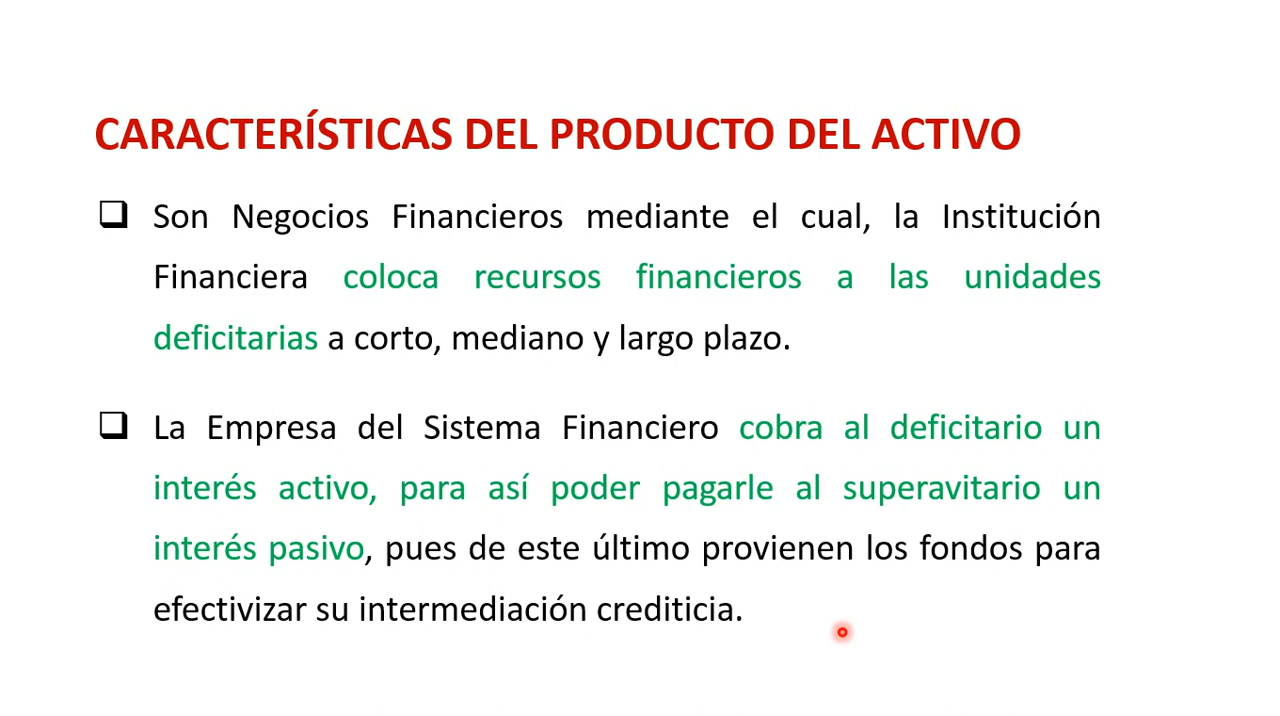 CARACTERÍSTICAS DEL PRODUCTO DEL ACTIVO
Son Negocios Financieros mediante el cual, la Institución
Financiera coloca recursos financieros a las unidades
deficitarias a corto, mediano y largo plazo.
La Empresa del Sistema Financiero cobra al deficitario un
interés activo, para así poder pagarle al superavitario un
interés pasivo, pues de este último provienen los fondos para
efectivizar su intermediación crediticia.